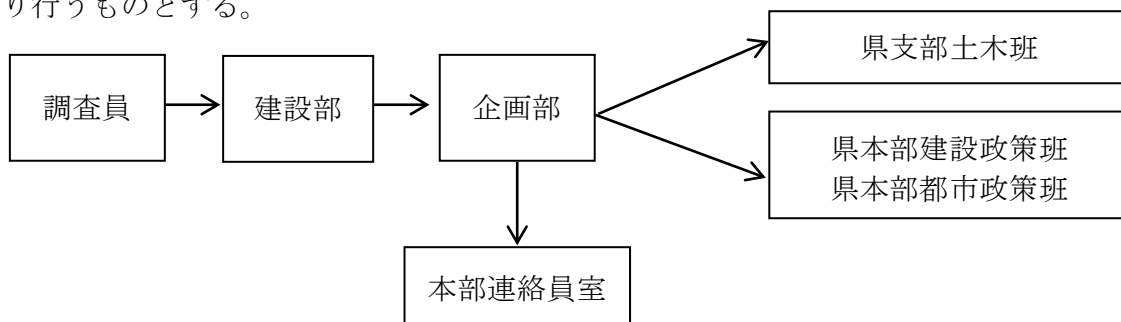 り行うものとする。
県支部土木班
調査員
建設部
企画部
県本部建設政策班
県本部都市政策班
本部連絡員室